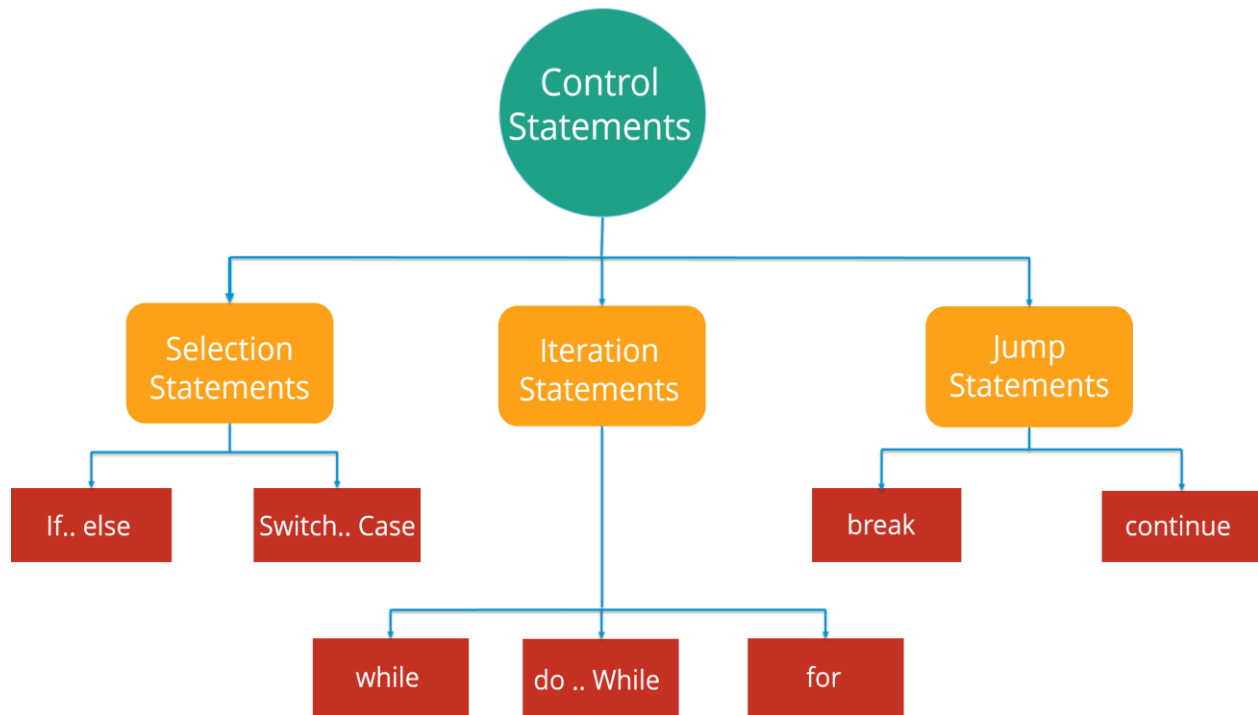 Control
Statements
Selection
Statements
Iteration
Statements
Jump
Statements
If.. else
Switch.. Case
break
continue
while
do .. While
for